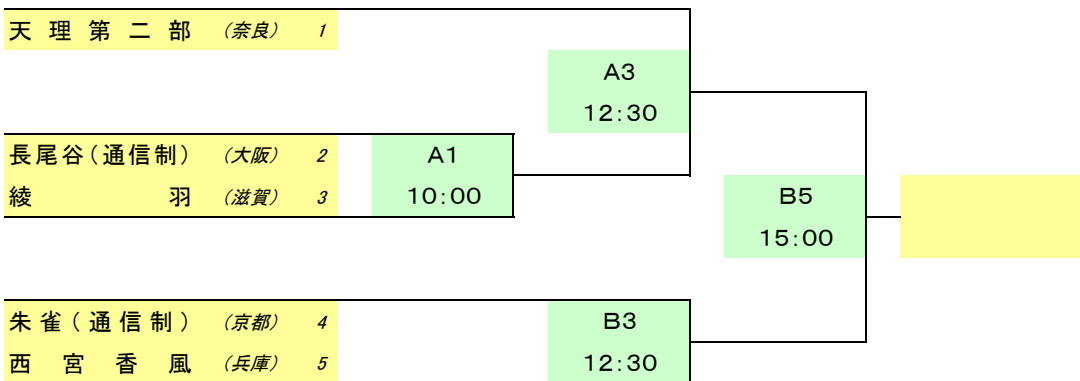 天理第二部 （奈良） 1
A3
12:30
長尾谷（通信制） （大阪） 2 A1
綾羽 （滋賀） 3 10:00
B5
15:00
朱雀（通信制） （京都） 4 B3
西宮香風 （兵庫） 5 12:30